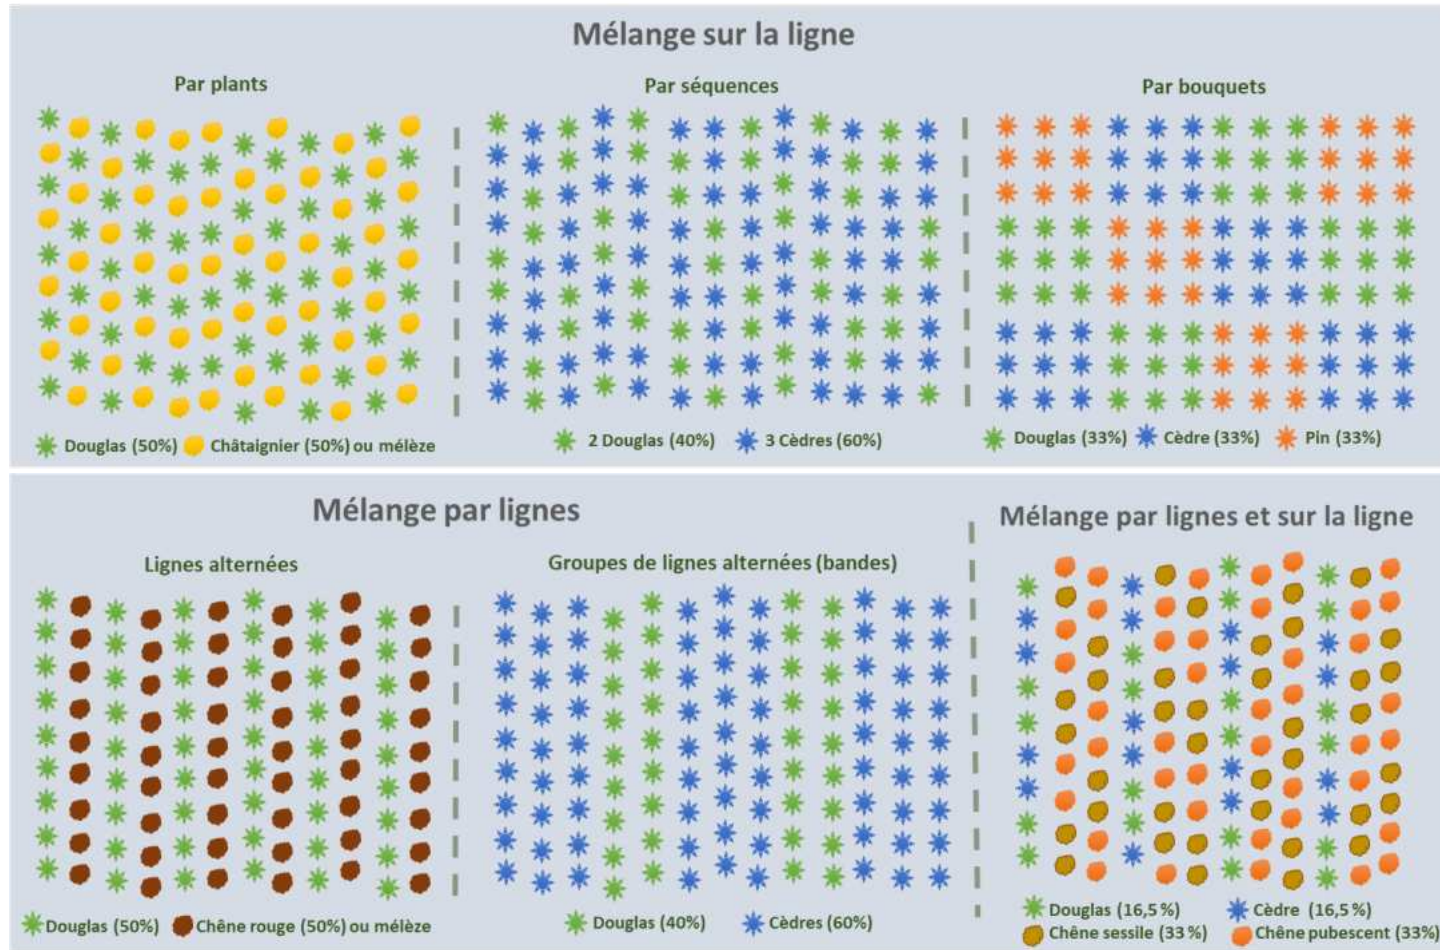 Mélange sur la ligne
Par plants
Par séquences
Par bouquets
Douglas (50%) Châtaignier (50%) ou mélèze
2 Douglas (40%) 3 Cèdres (60%)
Douglas (33%) Cèdre (33%) Pin (33%)
Mélange par lignes
Mélange par lignes et sur la ligne
Lignes alternées
Groupes de lignes alternées (bandes)
Douglas (50%) Chêne rouge (50%) ou mélèze
Douglas (40%) Cèdres (60%)
Douglas (16,5%) Cèdre (16,5%)
Chêne sessile (33 %) Chêne pubescent (33%)